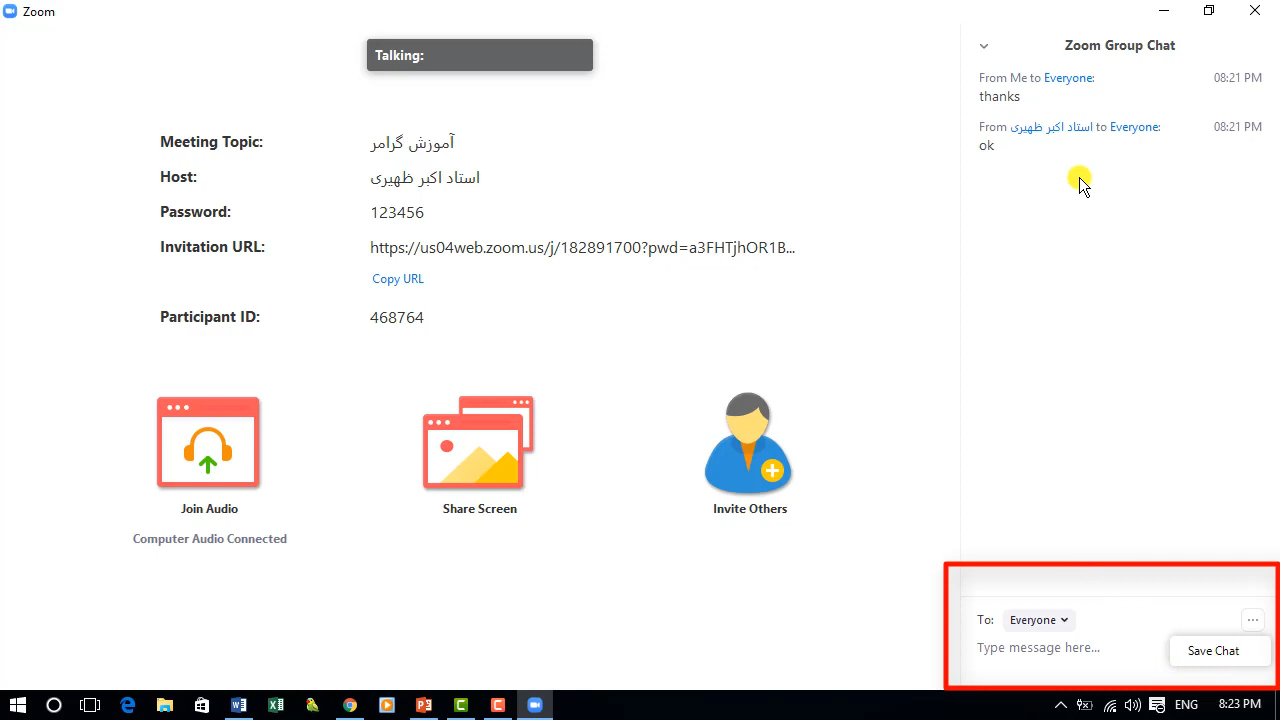 Zoom
Talking:
Meeting Topic: آموزش گرامر
Host: استاد اکبر ظهیری
Password: 123456
Invitation URL: https://us04web.zoom.us/j/182891700?pwd=a3FHTjhOR1B...
Copy URL
Participant ID: 468764
Join Audio
Computer Audio Connected
Share Screen
Invite Others
Zoom Group Chat
From Me to Everyone: 08:21 PM
thanks
From استاد اکبر ظهیری to Everyone: 08:21 PM
ok
To: Everyone
Type message here...
Save Chat
ENG 8:23 PM